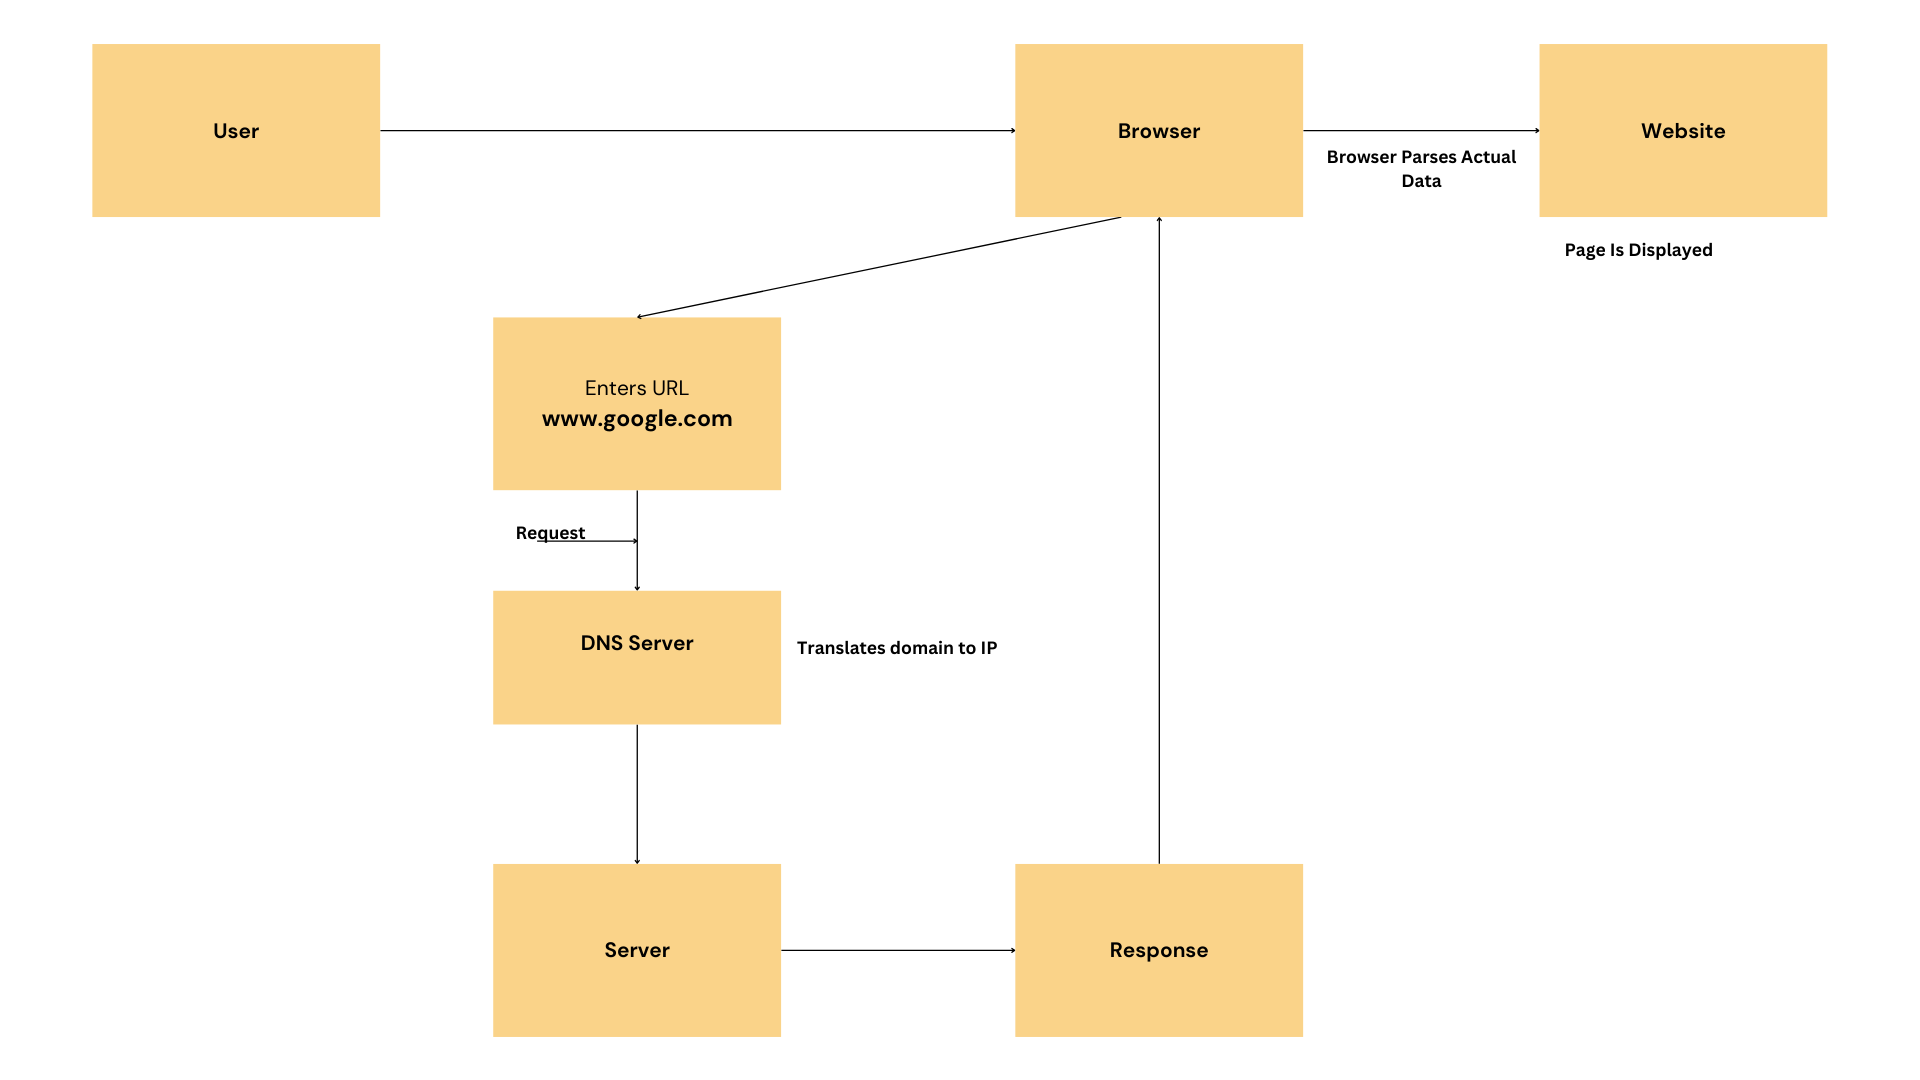 User
Browser
Website
Browser Parses Actual
Data
Page Is Displayed
Enters URL
www.google.com
Request
DNS Server
Translates domain to IP
Server
Response